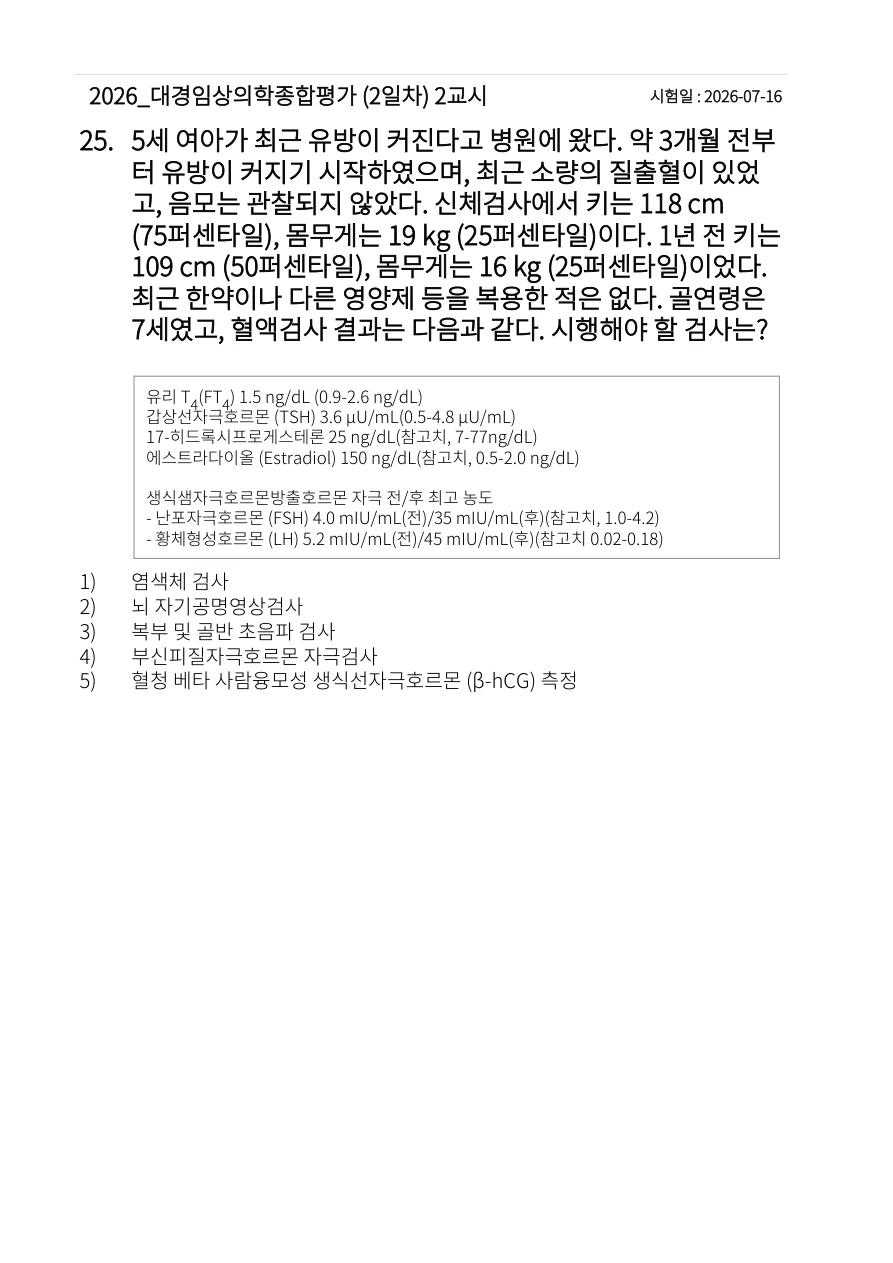 2026_대경임상의학종합평가 (2일차) 2교시
시험일 : 2026-07-16
25. 5세 여아가 최근 유방이 커진다고 병원에 왔다. 약 3개월 전부
터 유방이 커지기 시작하였으며, 최근 소량의 질출혈이 있었
고, 음모는 관찰되지 않았다. 신체검사에서 키는 118 cm
(75퍼센타일), 몸무게는 19 kg (25퍼센타일)이다. 1년 전 키는
109 cm (50퍼센타일), 몸무게는 16 kg (25퍼센타일)이었다.
최근 한약이나 다른 영양제 등을 복용한 적은 없다. 골연령은
7세였고, 혈액검사 결과는 다음과 같다. 시행해야 할 검사는?
유리 T4(FT4) 1.5 ng/dL (0.9-2.6 ng/dL)
갑상선자극호르몬 (TSH) 3.6 µU/mL(0.5-4.8 µU/mL)
17-히드록시프로게스테론 25 ng/dL(참고치, 7-77ng/dL)
에스트라다이올 (Estradiol) 150 ng/dL(참고치, 0.5-2.0 ng/dL)
생식샘자극호르몬방출호르몬 자극 전/후 최고 농도
- 난포자극호르몬 (FSH) 4.0 mIU/mL(전)/35 mIU/mL(후)(참고치, 1.0-4.2)
- 황체형성호르몬 (LH) 5.2 mIU/mL(전)/45 mIU/mL(후)(참고치 0.02-0.18)
1) 염색체 검사
2) 뇌 자기공명영상검사
3) 복부 및 골반 초음파 검사
4) 부신피질자극호르몬 자극검사
5) 혈청 베타 사람융모성 생식선자극호르몬 (β-hCG) 측정